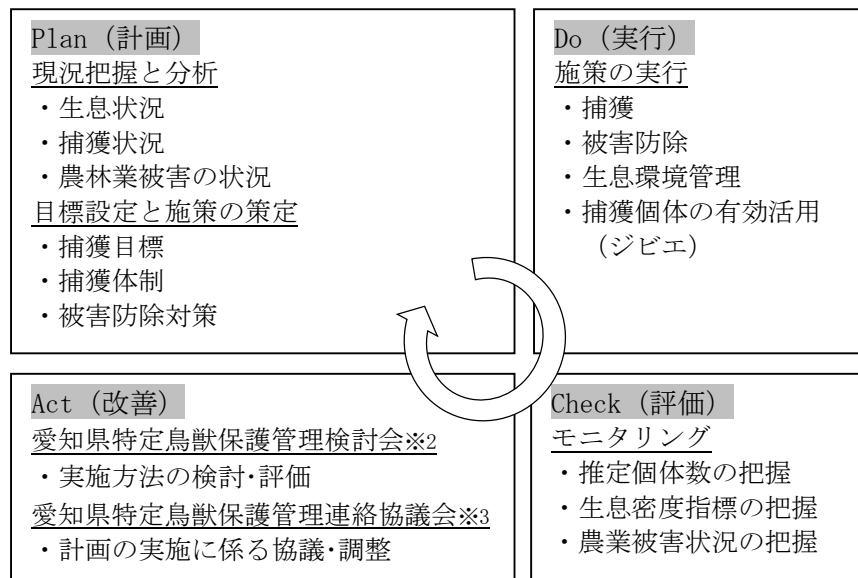 Plan (計画)
現況把握と分析
・生息状況
・捕獲状況
・農林業被害の状況
目標設定と施策の策定
・捕獲目標
・捕獲体制
・被害防除対策
Do (実行)
施策の実行
・捕獲
・被害防除
・生息環境管理
・捕獲個体の有効活用
(ジビエ)
Act (改善)
愛知県特定鳥獣保護管理検討会※2
・実施方法の検討･評価
愛知県特定鳥獣保護管理連絡協議会※3
・計画の実施に係る協議･調整
Check (評価)
モニタリング
・推定個体数の把握
・生息密度指標の把握
・農業被害状況の把握